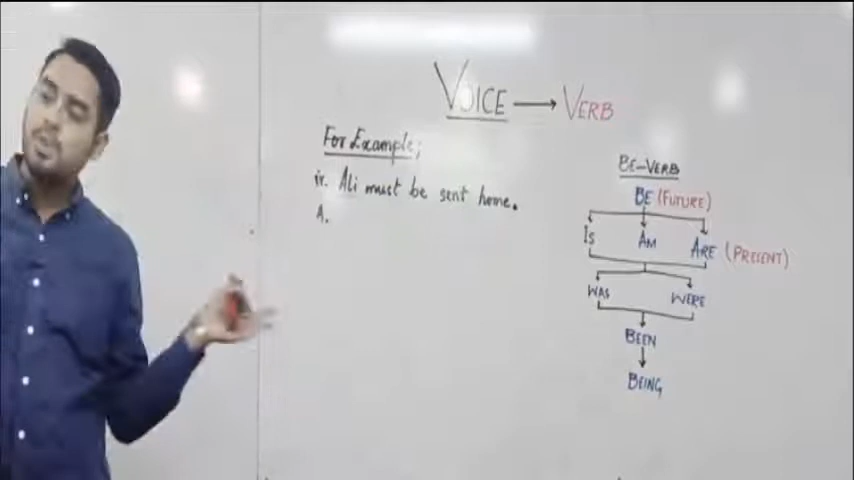 VOICE → VERB
For Example;
iv. Ali must be sent home.
A.
BE-VERB
BE (FUTURE)
IS AM ARE (PRESENT)
WAS WERE
BEEN
BEING